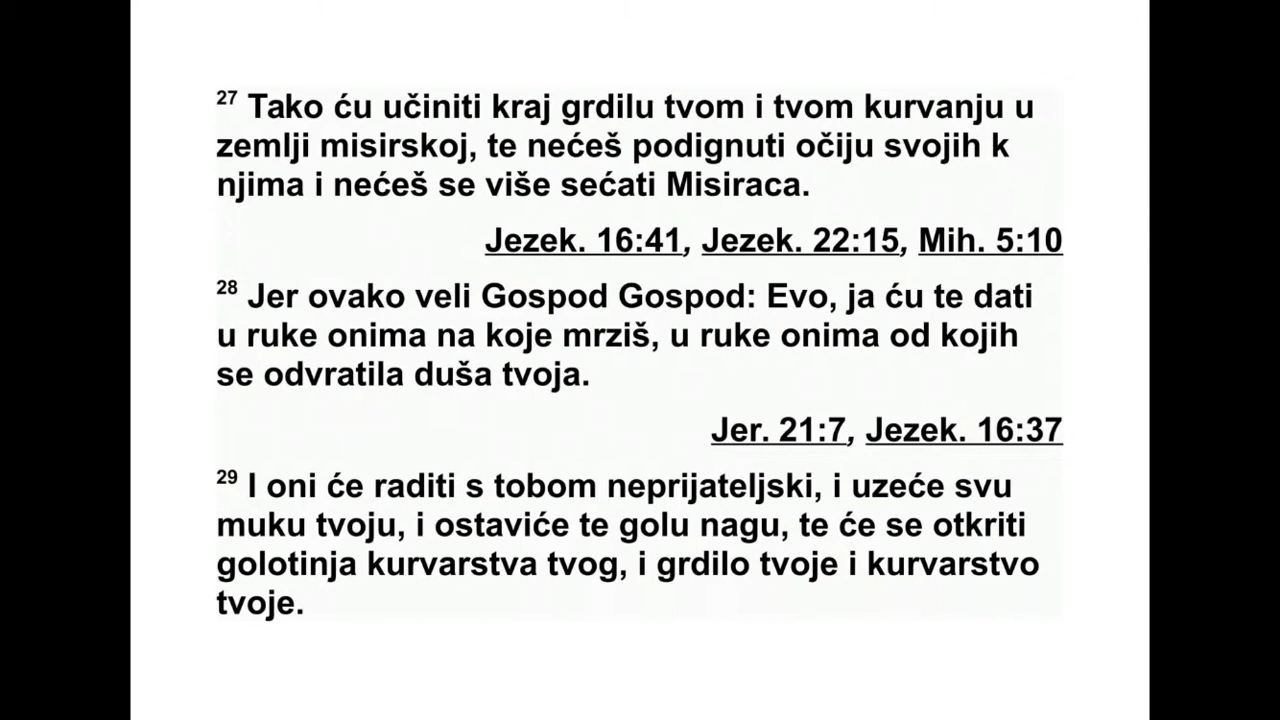 27 Tako ću učiniti kraj grdilu tvom i tvom kurvanju u
zemlji misirskoj, te nećeš podignuti očiju svojih k
njima i nećeš se više sećati Misiraca.
Jezek. 16:41, Jezek. 22:15, Mih. 5:10
28 Jer ovako veli Gospod Gospod: Evo, ja ću te dati
u ruke onima na koje mrziš, u ruke onima od kojih
se odvratila duša tvoja.
Jer. 21:7, Jezek. 16:37
29 I oni će raditi s tobom neprijateljski, i uzeće svu
muku tvoju, i ostaviće te golu nagu, te će se otkriti
golotinja kurvarstva tvog, i grdilo tvoje i kurvarstvo
tvoje.